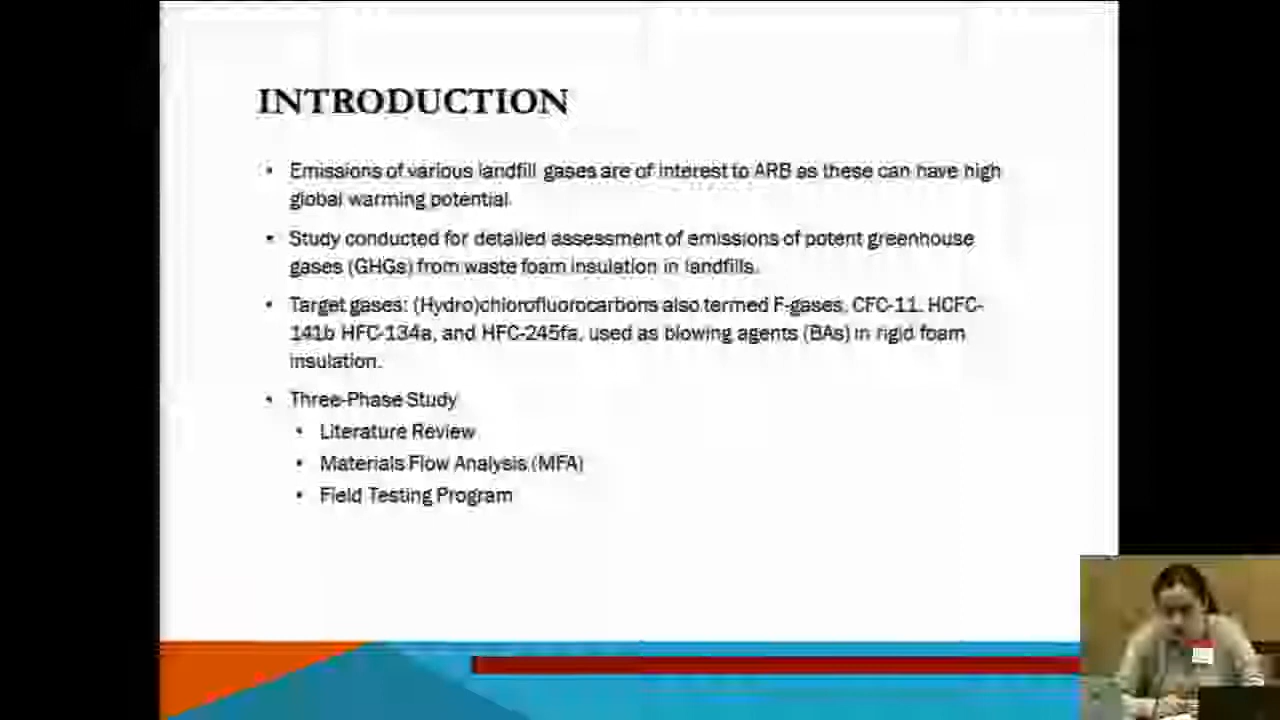 INTRODUCTION
• Emissions of various landfill gases are of interest to ARB as these can have high
global warming potential.
• Study conducted for detailed assessment of emissions of potent greenhouse
gases (GHGs) from waste foam insulation in landfills.
• Target gases: (Hydro)chlorofluorocarbons also termed F-gases, CFC-11, HCFC-
141b HFC-134a, and HFC-245fa, used as blowing agents (BAs) in rigid foam
insulation.
• Three-Phase Study
• Literature Review
• Materials Flow Analysis (MFA)
• Field Testing Program